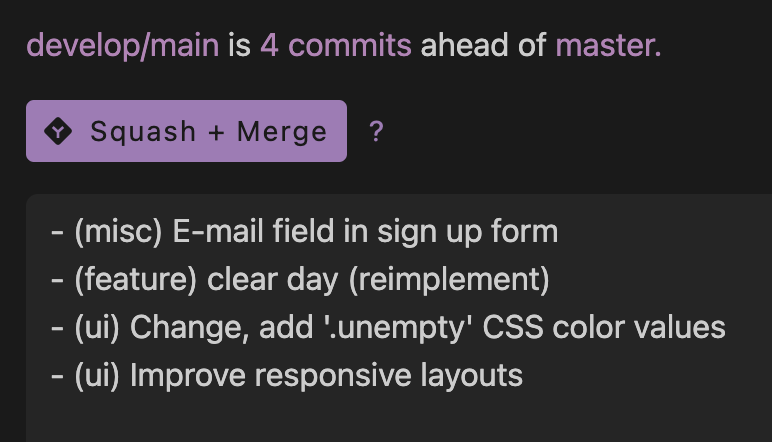 develop/main is 4 commits ahead of master.
Squash + Merge ?
- (misc) E-mail field in sign up form
- (feature) clear day (reimplement)
- (ui) Change, add '.unempty' CSS color values
- (ui) Improve responsive layouts